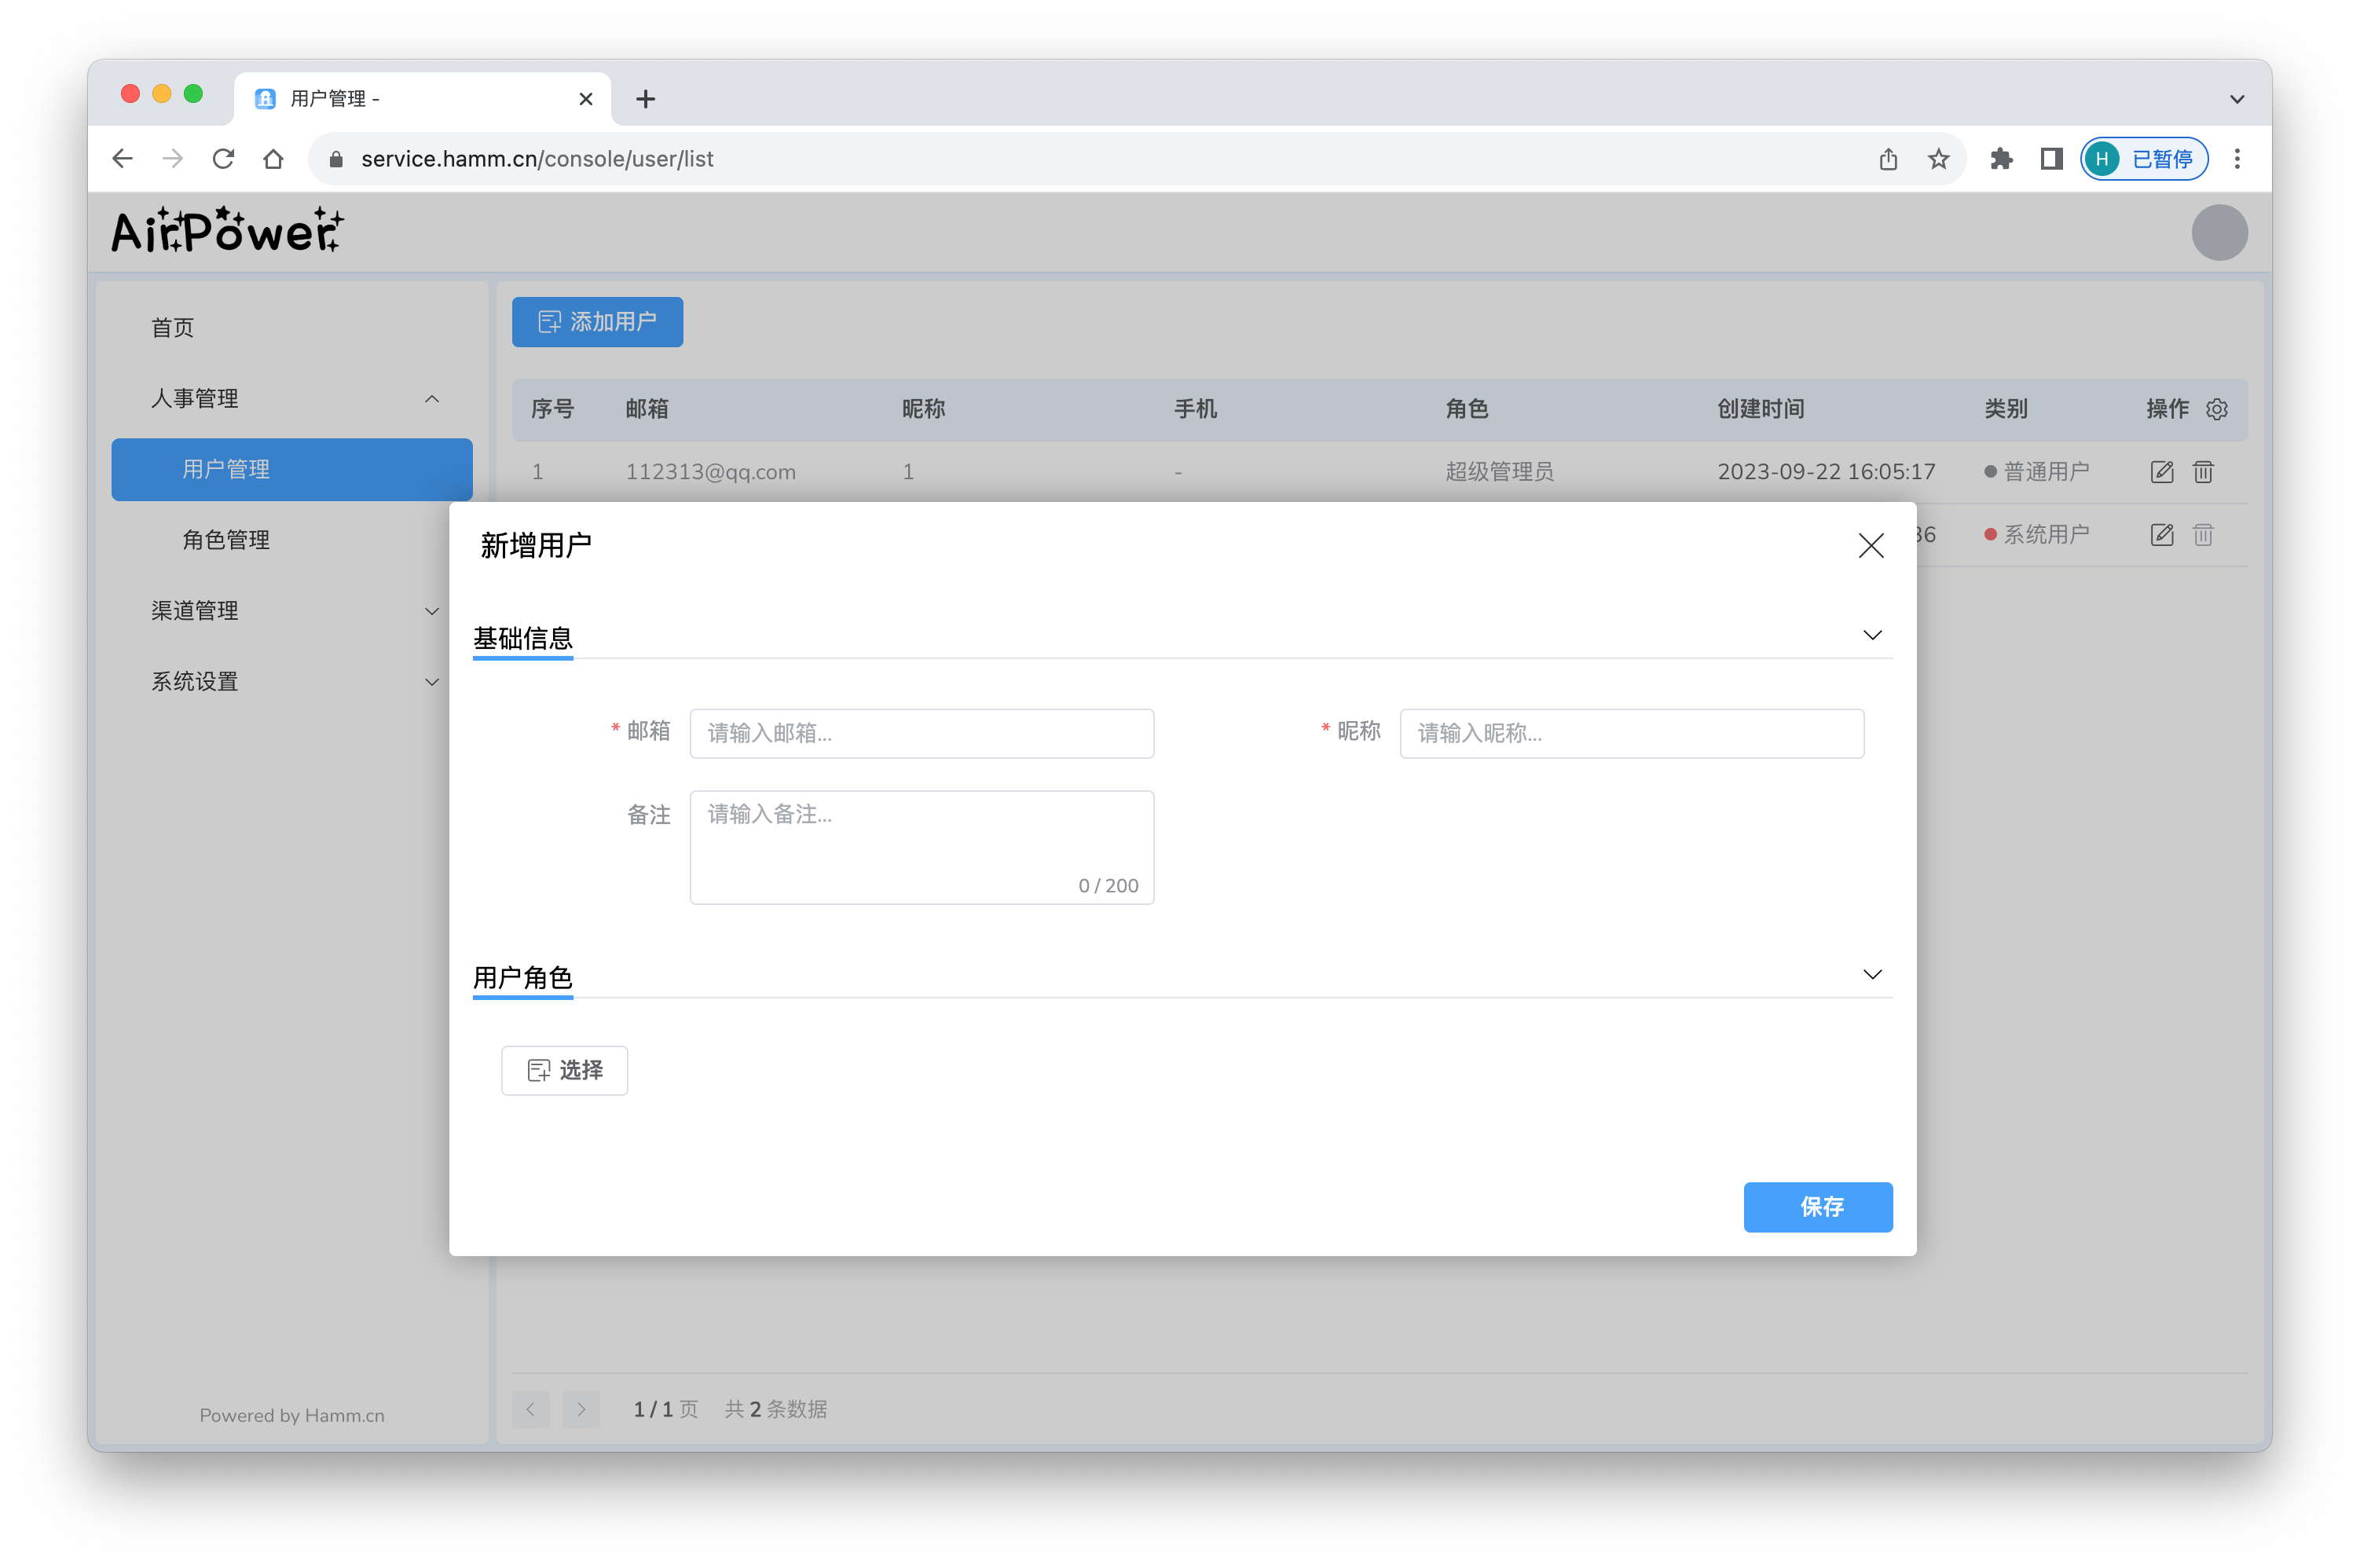 用户管理 -
service.hamm.cn/console/user/list
H 已暂停
AirPower
首页
人事管理
用户管理
角色管理
渠道管理
系统设置
Powered by Hamm.cn
添加用户
序号 邮箱 昵称 手机 角色 创建时间 类别 操作
1 112313@qq.com 1 - 超级管理员 2023-09-22 16:05:17 普通用户
36 系统用户
新增用户
基础信息
* 邮箱 请输入邮箱... * 昵称 请输入昵称...
备注 请输入备注...
0 / 200
用户角色
选择
保存
1 / 1 页 共 2 条数据